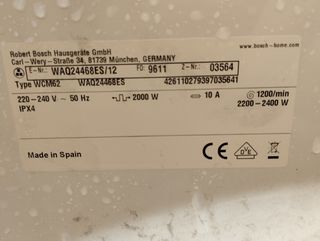 Robert Bosch Hausgeräte GmbH
Carl-Wery-Straße 34, 81739 München, GERMANY
www.bosch-home.com
E-Nr.: WAQ24468ES/12 FD: 9611 Z-Nr.: 03564
Type WCM62 WAQ24468ES 426110279397035641
220-240 V ~ 50 Hz 2000 W 10 A 1200/min
IPX4 2200-2400 W
Made in Spain CE